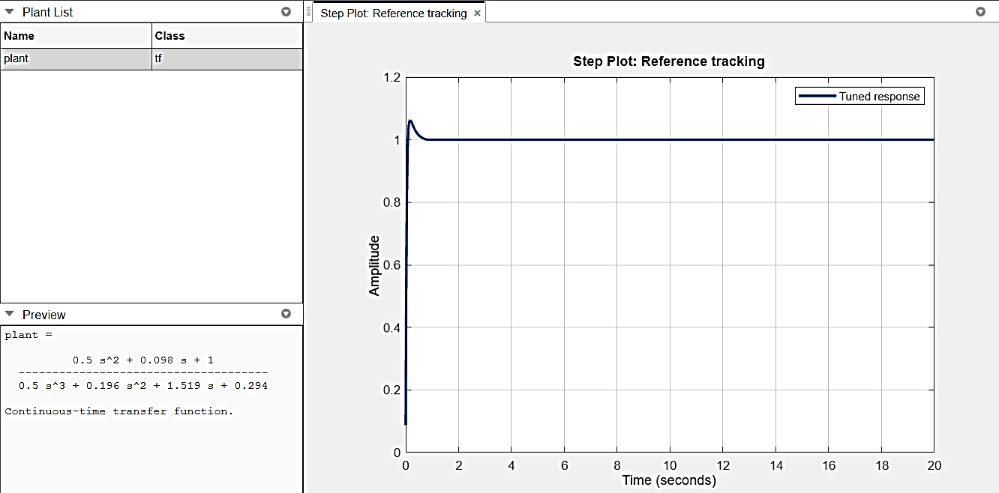 Plant List
Name Class
plant tf
Preview
plant =
0.5 s^2 + 0.098 s + 1
-------------------------------------
0.5 s^3 + 0.196 s^2 + 1.519 s + 0.294
Continuous-time transfer function.
Step Plot: Reference tracking ×
Step Plot: Reference tracking
Tuned response
1.2
1
0.8
0.6
0.4
0.2
0
Amplitude
0 2 4 6 8 10 12 14 16 18 20
Time (seconds)